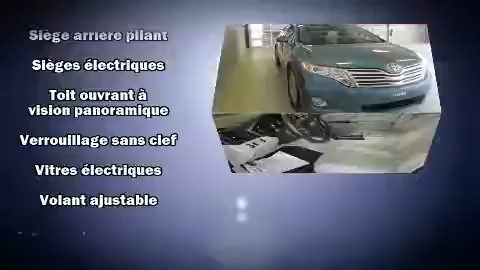 Siège arrière pliant
Sièges électriques
Toit ouvrant à
vision panoramique
Verrouillage sans clef
Vitres électriques
Volant ajustable